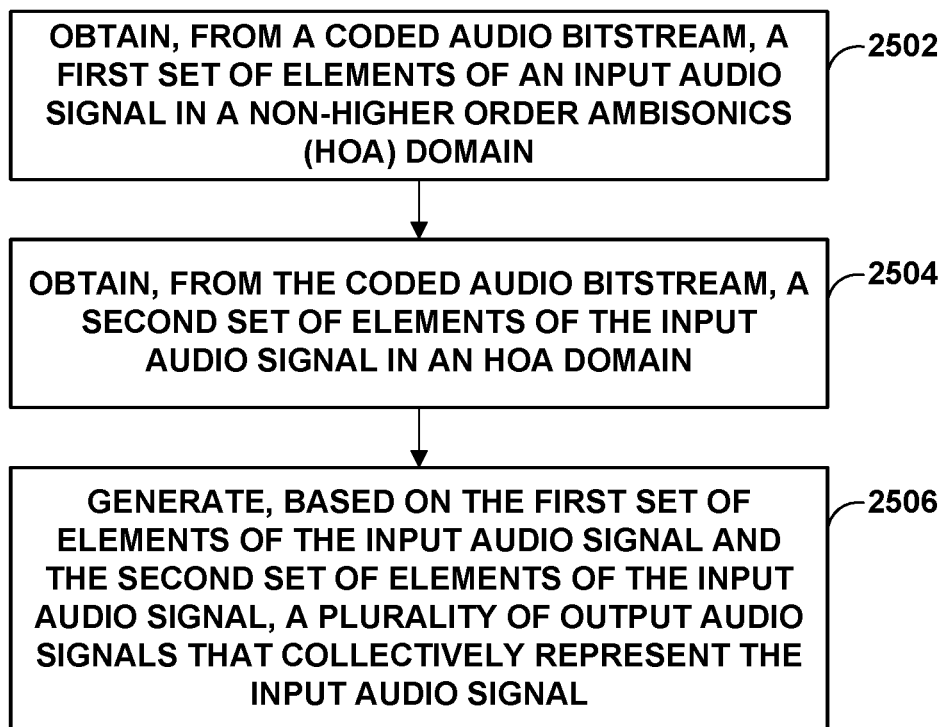 OBTAIN, FROM A CODED AUDIO BITSTREAM, A
FIRST SET OF ELEMENTS OF AN INPUT AUDIO
SIGNAL IN A NON-HIGHER ORDER AMBISONICS
(HOA) DOMAIN
2502
OBTAIN, FROM THE CODED AUDIO BITSTREAM, A
SECOND SET OF ELEMENTS OF THE INPUT
AUDIO SIGNAL IN AN HOA DOMAIN
2504
GENERATE, BASED ON THE FIRST SET OF
ELEMENTS OF THE INPUT AUDIO SIGNAL AND
THE SECOND SET OF ELEMENTS OF THE INPUT
AUDIO SIGNAL, A PLURALITY OF OUTPUT AUDIO
SIGNALS THAT COLLECTIVELY REPRESENT THE
INPUT AUDIO SIGNAL
2506